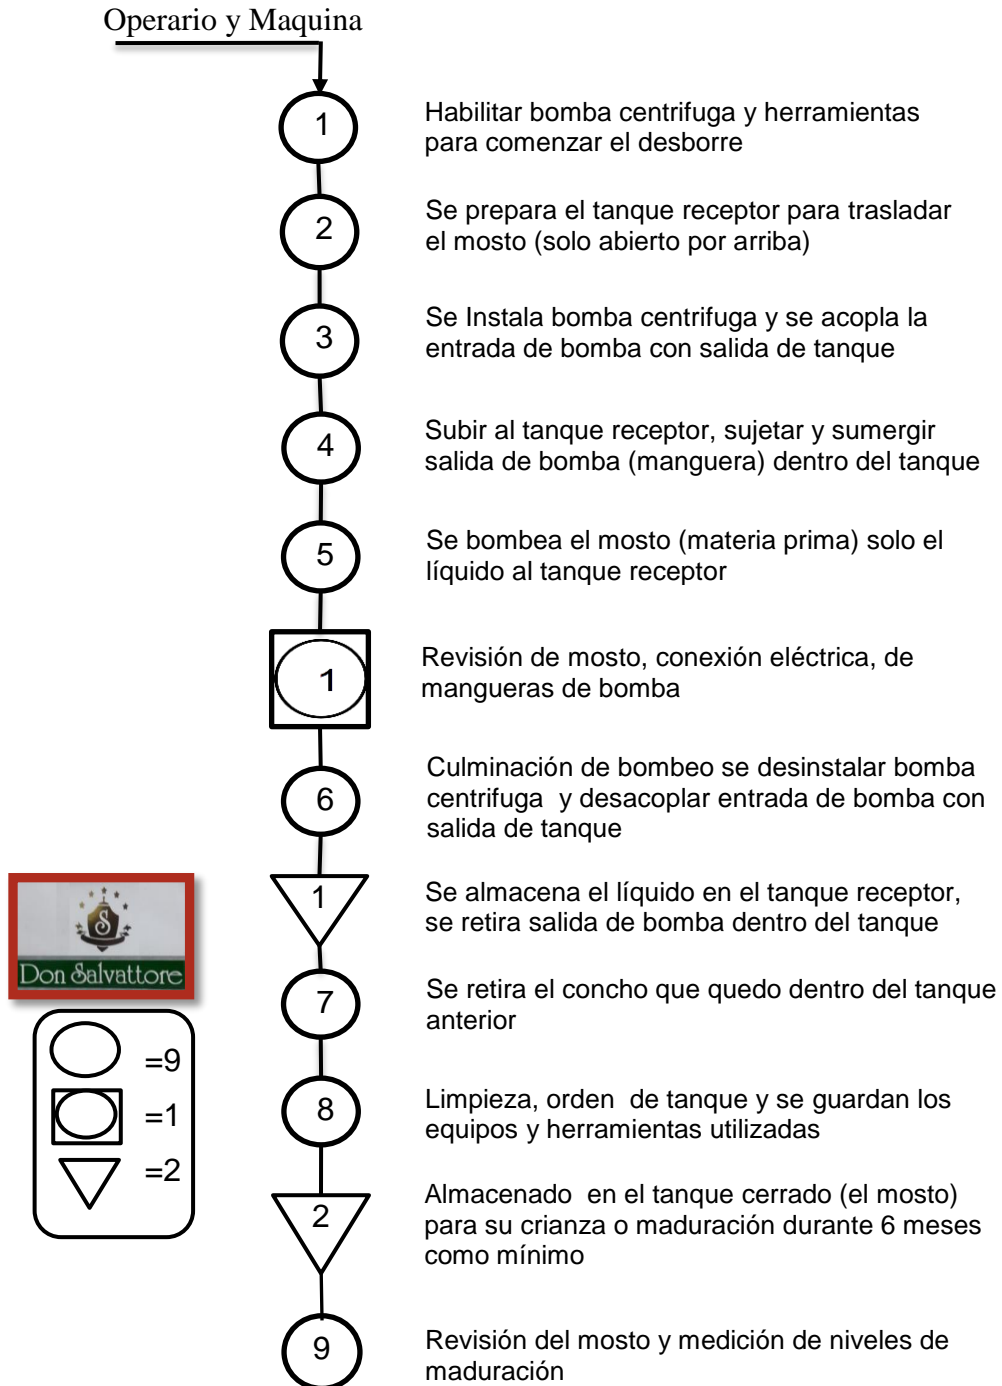 Operario y Maquina
1
Habilitar bomba centrifuga y herramientas
para comenzar el desborre
2
Se prepara el tanque receptor para trasladar
el mosto (solo abierto por arriba)
3
Se Instala bomba centrifuga y se acopla la
entrada de bomba con salida de tanque
4
Subir al tanque receptor, sujetar y sumergir
salida de bomba (manguera) dentro del tanque
5
Se bombea el mosto (materia prima) solo el
líquido al tanque receptor
1
Revisión de mosto, conexión eléctrica, de
mangueras de bomba
6
Culminación de bombeo se desinstalar bomba
centrifuga  y desacoplar entrada de bomba con
salida de tanque
1
Se almacena el líquido en el tanque receptor,
se retira salida de bomba dentro del tanque
7
Se retira el concho que quedo dentro del tanque
anterior
8
Limpieza, orden  de tanque y se guardan los
equipos y herramientas utilizadas
2
Almacenado  en el tanque cerrado (el mosto)
para su crianza o maduración durante 6 meses
como mínimo
9
Revisión del mosto y medición de niveles de
maduración
S
Don Salvattore
=9
=1
=2